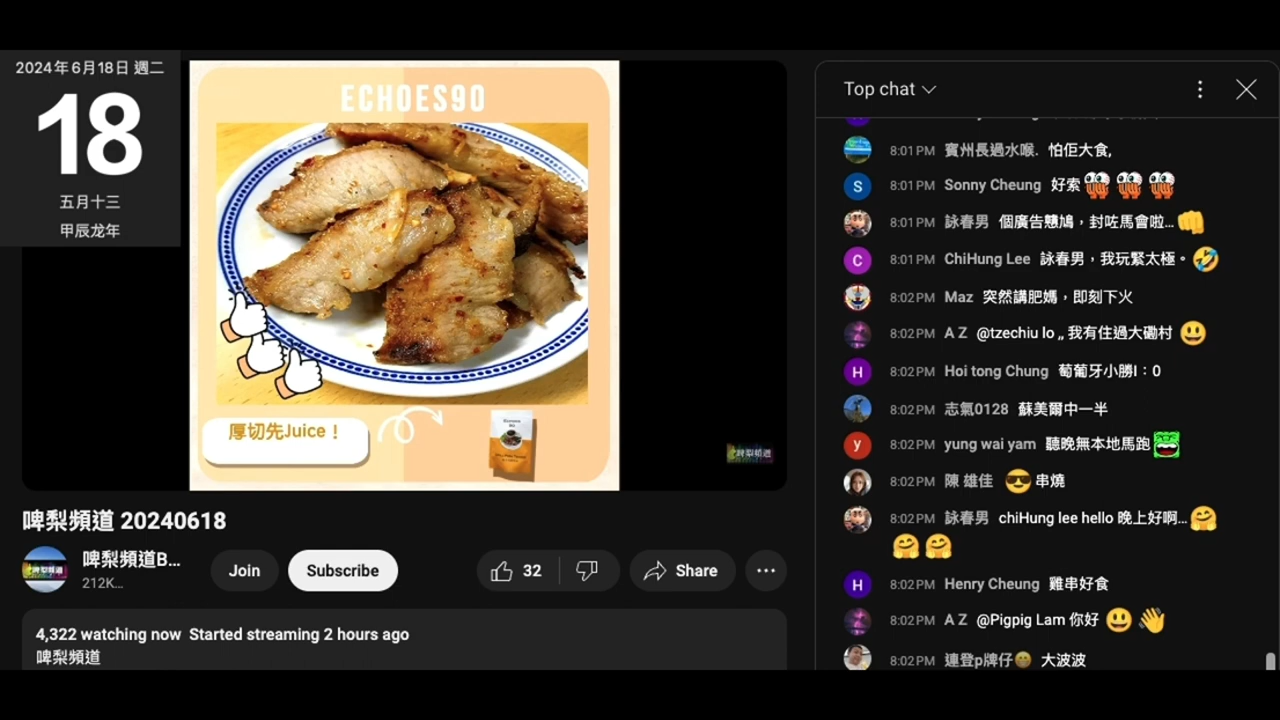 2024年6月18日 週二
18
五月十三
甲辰龙年
ECHOES90
厚切先Juice！
啤梨頻道
啤梨頻道 20240618
啤梨頻道B...
212K...
Join
Subscribe
32
Share
4,322 watching now Started streaming 2 hours ago
啤梨頻道
Top chat
8:01 PM 賓州長過水喉. 怕佢大食,
8:01 PM Sonny Cheung 好索
8:01 PM 詠春男 個廣告戇鳩，封咗馬會啦...
8:01 PM ChiHung Lee 詠春男，我玩緊太極。
8:02 PM Maz 突然講肥媽，即刻下火
8:02 PM A Z @tzechiu lo ,, 我有住過大磡村
8:02 PM Hoi tong Chung 萄葡牙小勝I：0
8:02 PM 志氣0128 蘇美爾中一半
8:02 PM yung wai yam 聽晚無本地馬跑
8:02 PM 陳 雄佳 串燒
8:02 PM 詠春男 chiHung lee hello 晚上好啊...
8:02 PM Henry Cheung 雞串好食
8:02 PM A Z @Pigpig Lam 你好
8:02 PM 連登p牌仔 大波波